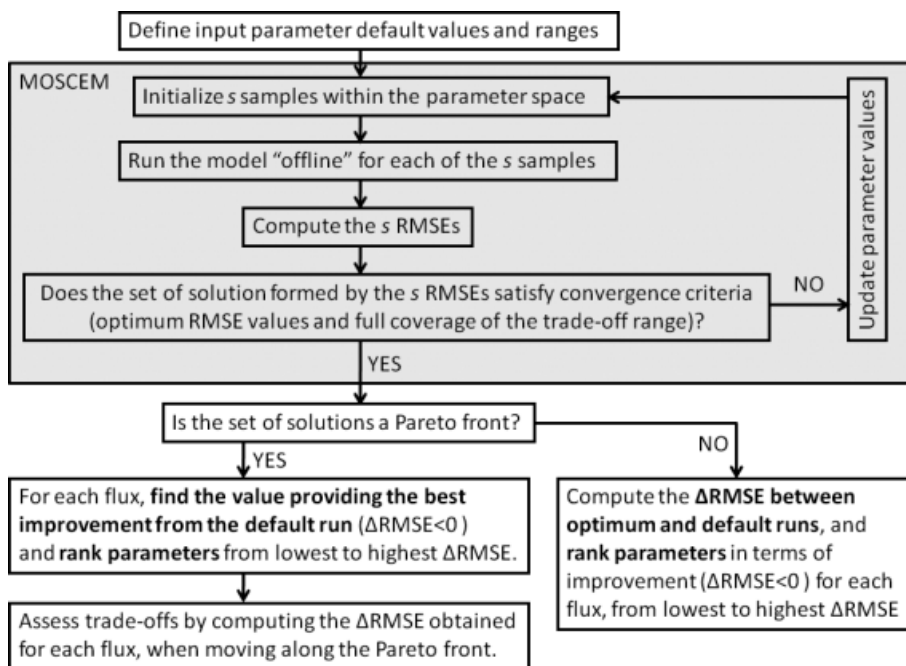 Define input parameter default values and ranges
MOSCEM
Initialize s samples within the parameter space
Run the model “offline” for each of the s samples
Compute the s RMSEs
Does the set of solution formed by the s RMSEs satisfy convergence criteria
(optimum RMSE values and full coverage of the trade-off range)?
NO
Update parameter values
YES
Is the set of solutions a Pareto front?
YES
NO
For each flux, find the value providing the best
improvement from the default run (ΔRMSE<0 )
and rank parameters from lowest to highest ΔRMSE.
Assess trade-offs by computing the ΔRMSE obtained
for each flux, when moving along the Pareto front.
Compute the ΔRMSE between
optimum and default runs, and
rank parameters in terms of
improvement (ΔRMSE<0 ) for each
flux, from lowest to highest ΔRMSE